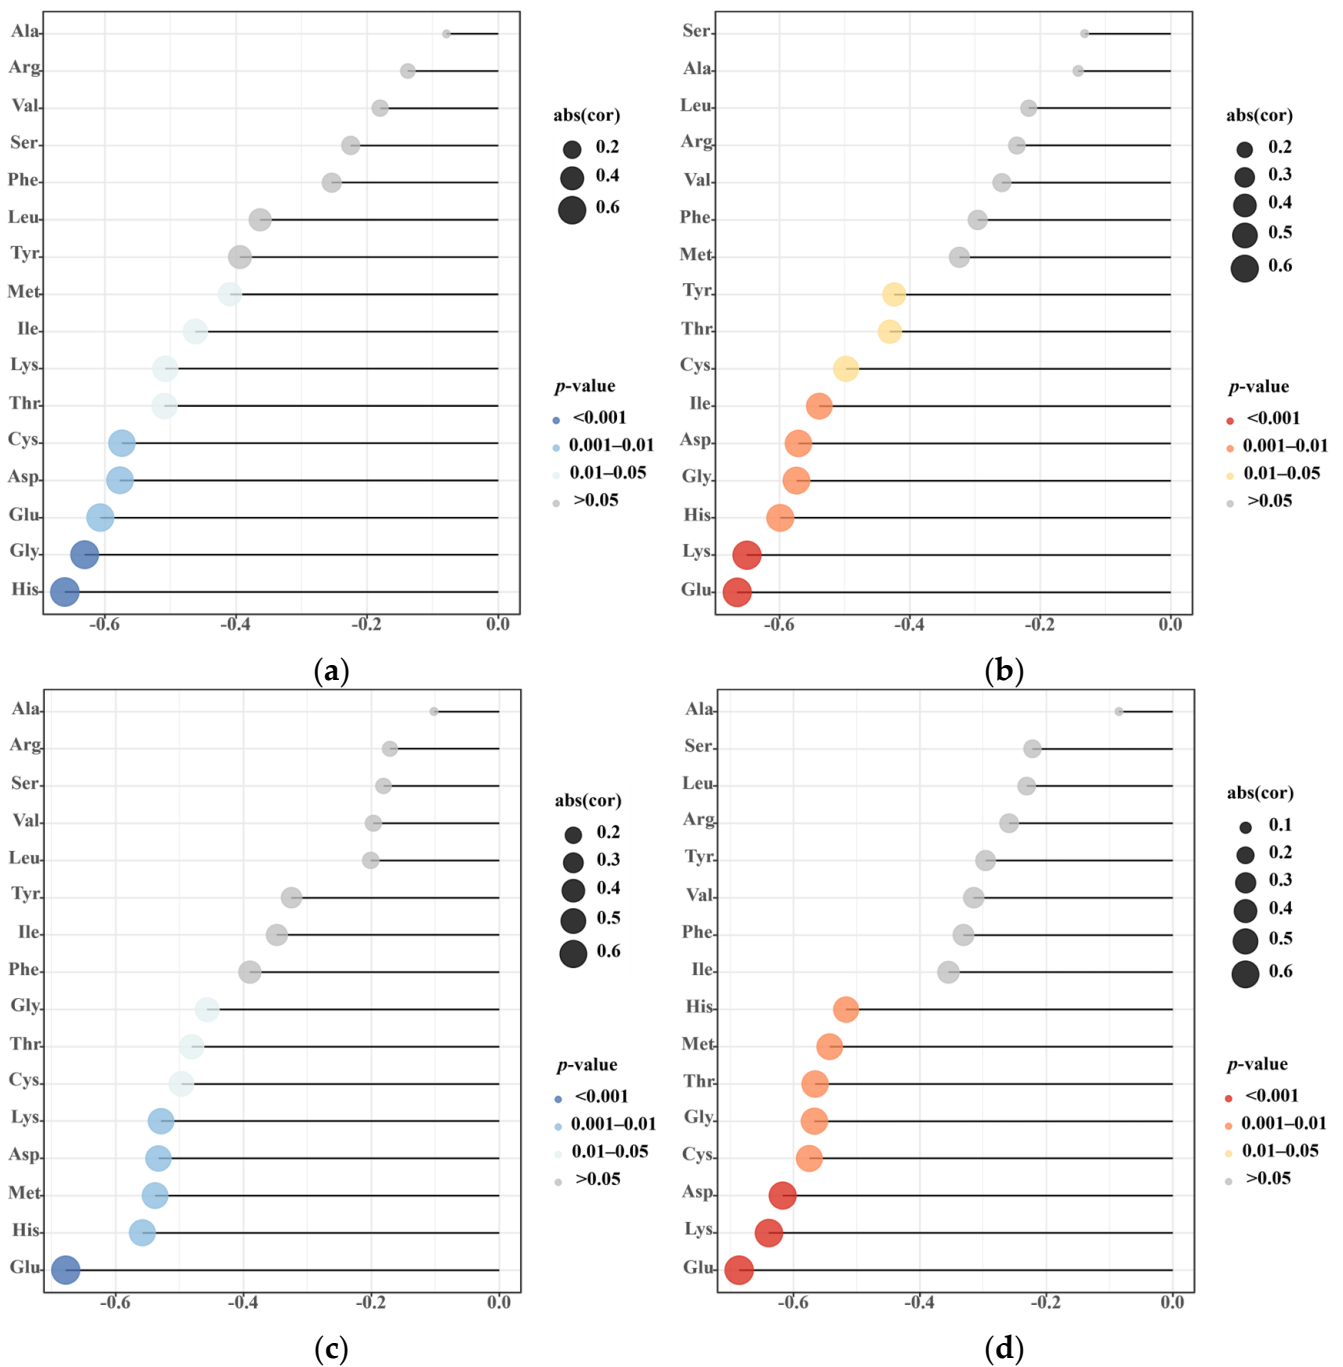 Ala
Arg
Val
Ser
Phe
Leu
Tyr
Met
Ile
Lys
Thr
Cys
Asp
Glu
Gly
His
-0.6 -0.4 -0.2 0.0
abs(cor)
0.2
0.4
0.6
p-value
<0.001
0.001–0.01
0.01–0.05
>0.05
(a)
Ser
Ala
Leu
Arg
Val
Phe
Met
Tyr
Thr
Cys
Ile
Asp
Gly
His
Lys
Glu
-0.6 -0.4 -0.2 0.0
abs(cor)
0.2
0.3
0.4
0.5
0.6
p-value
<0.001
0.001–0.01
0.01–0.05
>0.05
(b)
Ala
Arg
Ser
Val
Leu
Tyr
Ile
Phe
Gly
Thr
Cys
Lys
Asp
Met
His
Glu
-0.6 -0.4 -0.2 0.0
abs(cor)
0.2
0.3
0.4
0.5
0.6
p-value
<0.001
0.001–0.01
0.01–0.05
>0.05
(c)
Ala
Ser
Leu
Arg
Tyr
Val
Phe
Ile
His
Met
Thr
Gly
Cys
Asp
Lys
Glu
-0.6 -0.4 -0.2 0.0
abs(cor)
0.1
0.2
0.3
0.4
0.5
0.6
p-value
<0.001
0.001–0.01
0.01–0.05
>0.05
(d)